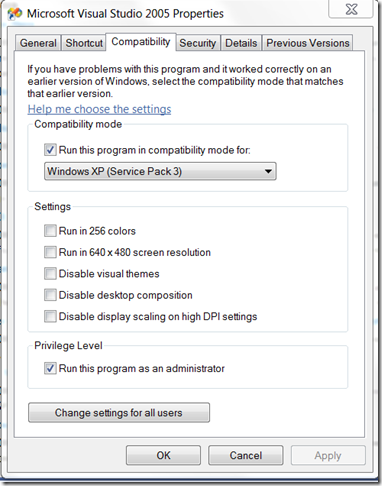 Microsoft Visual Studio 2005 Properties
General Shortcut Compatibility Security Details Previous Versions
If you have problems with this program and it worked correctly on an
earlier version of Windows, select the compatibility mode that matches
that earlier version.
Help me choose the settings
Compatibility mode
Run this program in compatibility mode for:
Windows XP (Service Pack 3)
Settings
Run in 256 colors
Run in 640 x 480 screen resolution
Disable visual themes
Disable desktop composition
Disable display scaling on high DPI settings
Privilege Level
Run this program as an administrator
Change settings for all users
OK Cancel Apply